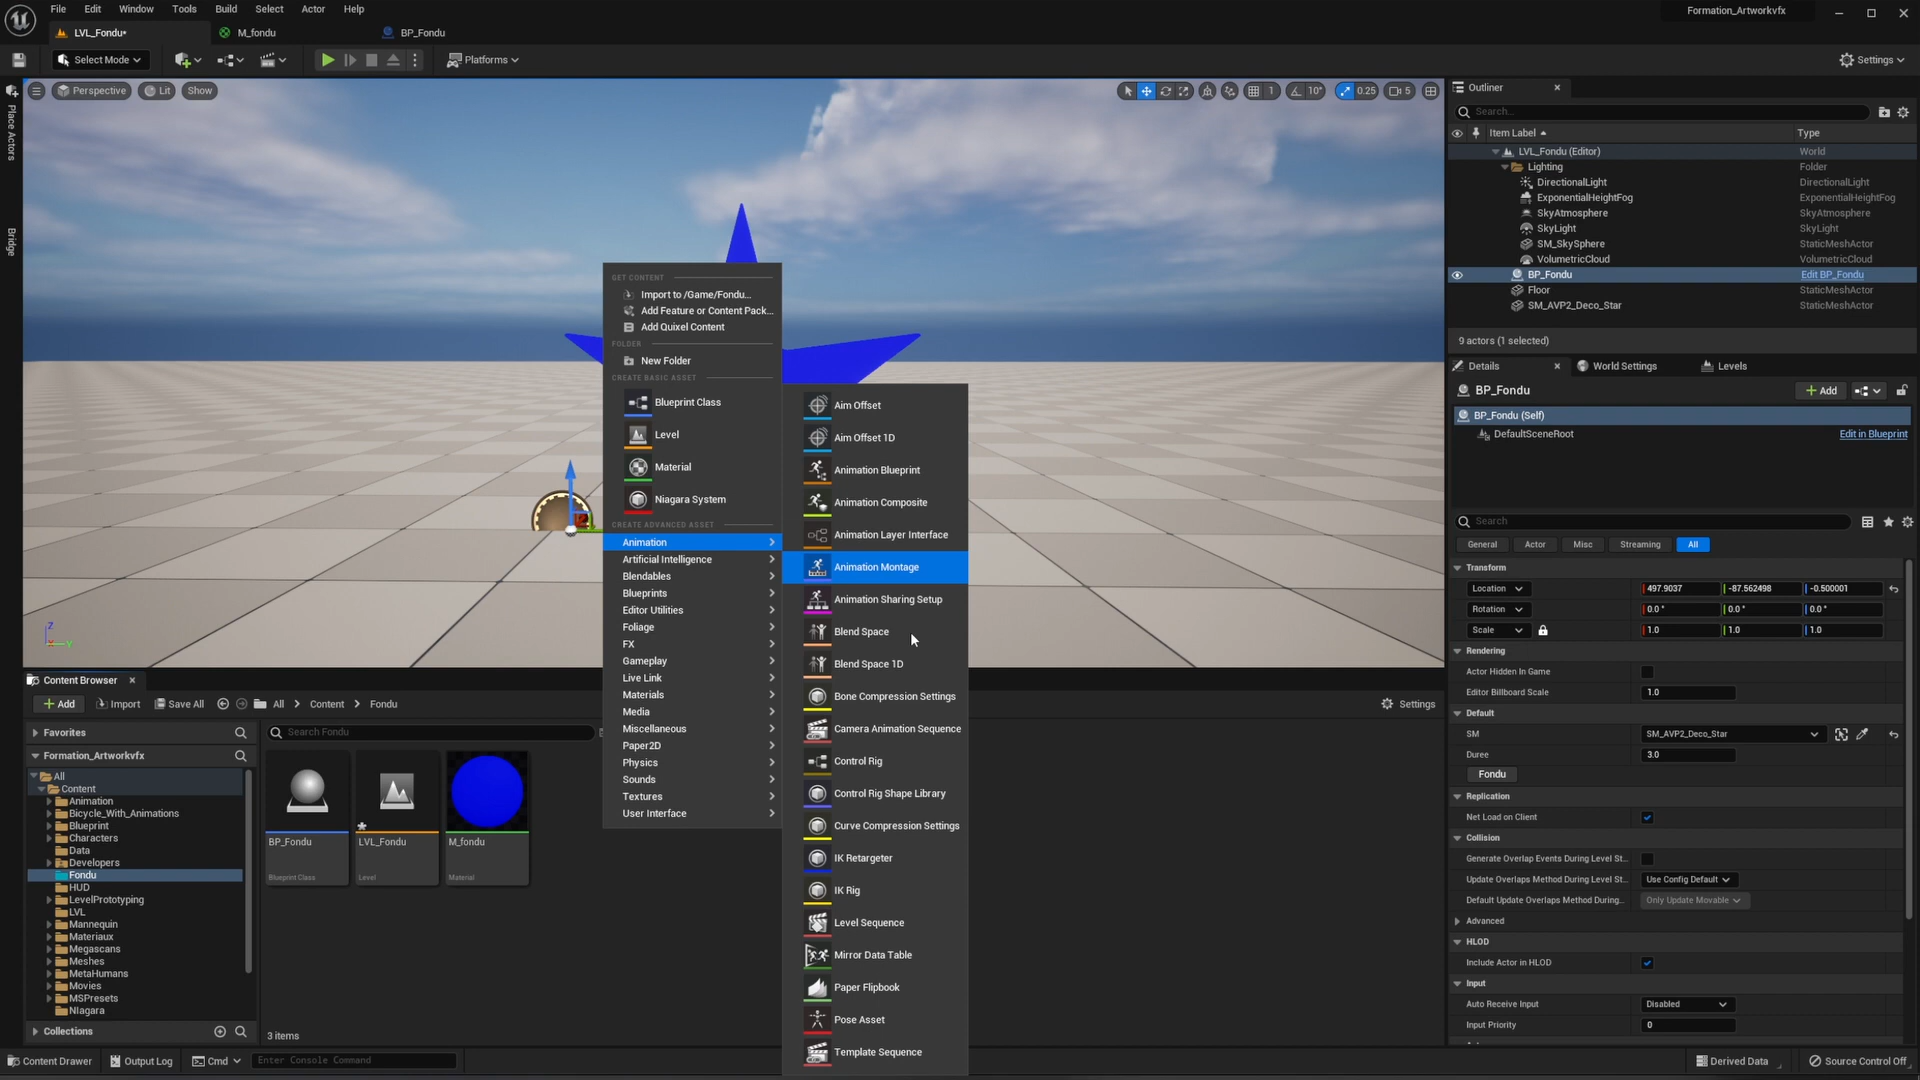 File Edit Window Tools Build Select Actor Help
Formation_Artworkvfx
LVL_Fondu•
M_fondu
BP_Fondu
Select Mode
Platforms
Settings
Place Actors
Bridge
Perspective
Lit
Show
1
10°
0.25
5
Z
Y
GET CONTENT
Import to /Game/Fondu...
Add Feature or Content Pack...
Add Quixel Content
FOLDER
New Folder
CREATE BASIC ASSET
Blueprint Class
Level
Material
Niagara System
CREATE ADVANCED ASSET
Animation
Artificial Intelligence
Blendables
Blueprints
Editor Utilities
Foliage
FX
Gameplay
Live Link
Materials
Media
Miscellaneous
Paper2D
Physics
Sounds
Textures
User Interface
Aim Offset
Aim Offset 1D
Animation Blueprint
Animation Composite
Animation Layer Interface
Animation Montage
Animation Sharing Setup
Blend Space
Blend Space 1D
Bone Compression Settings
Camera Animation Sequence
Control Rig
Control Rig Shape Library
Curve Compression Settings
IK Retargeter
IK Rig
Level Sequence
Mirror Data Table
Paper Flipbook
Pose Asset
Template Sequence
Outliner
Search...
Item Label Type
LVL_Fondu (Editor) World
Lighting Folder
DirectionalLight DirectionalLight
ExponentialHeightFog ExponentialHeightFog
SkyAtmosphere SkyAtmosphere
SkyLight SkyLight
SM_SkySphere StaticMeshActor
VolumetricCloud VolumetricCloud
BP_Fondu Edit BP_Fondu
Floor StaticMeshActor
SM_AVP2_Deco_Star StaticMeshActor
9 actors (1 selected)
Details
World Settings
Levels
BP_Fondu
Add
BP_Fondu (Self)
DefaultSceneRoot Edit in Blueprint
Search
General Actor Misc Streaming All
Transform
Location 497.9037 -87.562498 -0.500001
Rotation 0.0 ° 0.0 ° 0.0 °
Scale 1.0 1.0 1.0
Rendering
Actor Hidden In Game
Editor Billboard Scale 1.0
Default
SM SM_AVP2_Deco_Star
Duree 3.0
Fondu
Replication
Net Load on Client
Collision
Generate Overlap Events During Level St...
Update Overlaps Method During Level St... Use Config Default
Default Update Overlaps Method During... Only Update Movable
Advanced
HLOD
Include Actor in HLOD
Input
Auto Receive Input Disabled
Input Priority 0
Content Browser
Add Import Save All All Content Fondu
Settings
Favorites
Formation_Artworkvfx
All
Content
Animation
Bicycle_With_Animations
Blueprint
Characters
Data
Developers
Fondu
HUD
LevelPrototyping
LVL
Mannequin
Materiaux
Megascans
Meshes
MetaHumans
Movies
MSPresets
NIagara
Collections
Search Fondu
BP_Fondu
Blueprint Class
LVL_Fondu
Level
M_fondu
Material
3 items
Content Drawer Output Log Cmd Enter Console Command
Derived Data Source Control Off